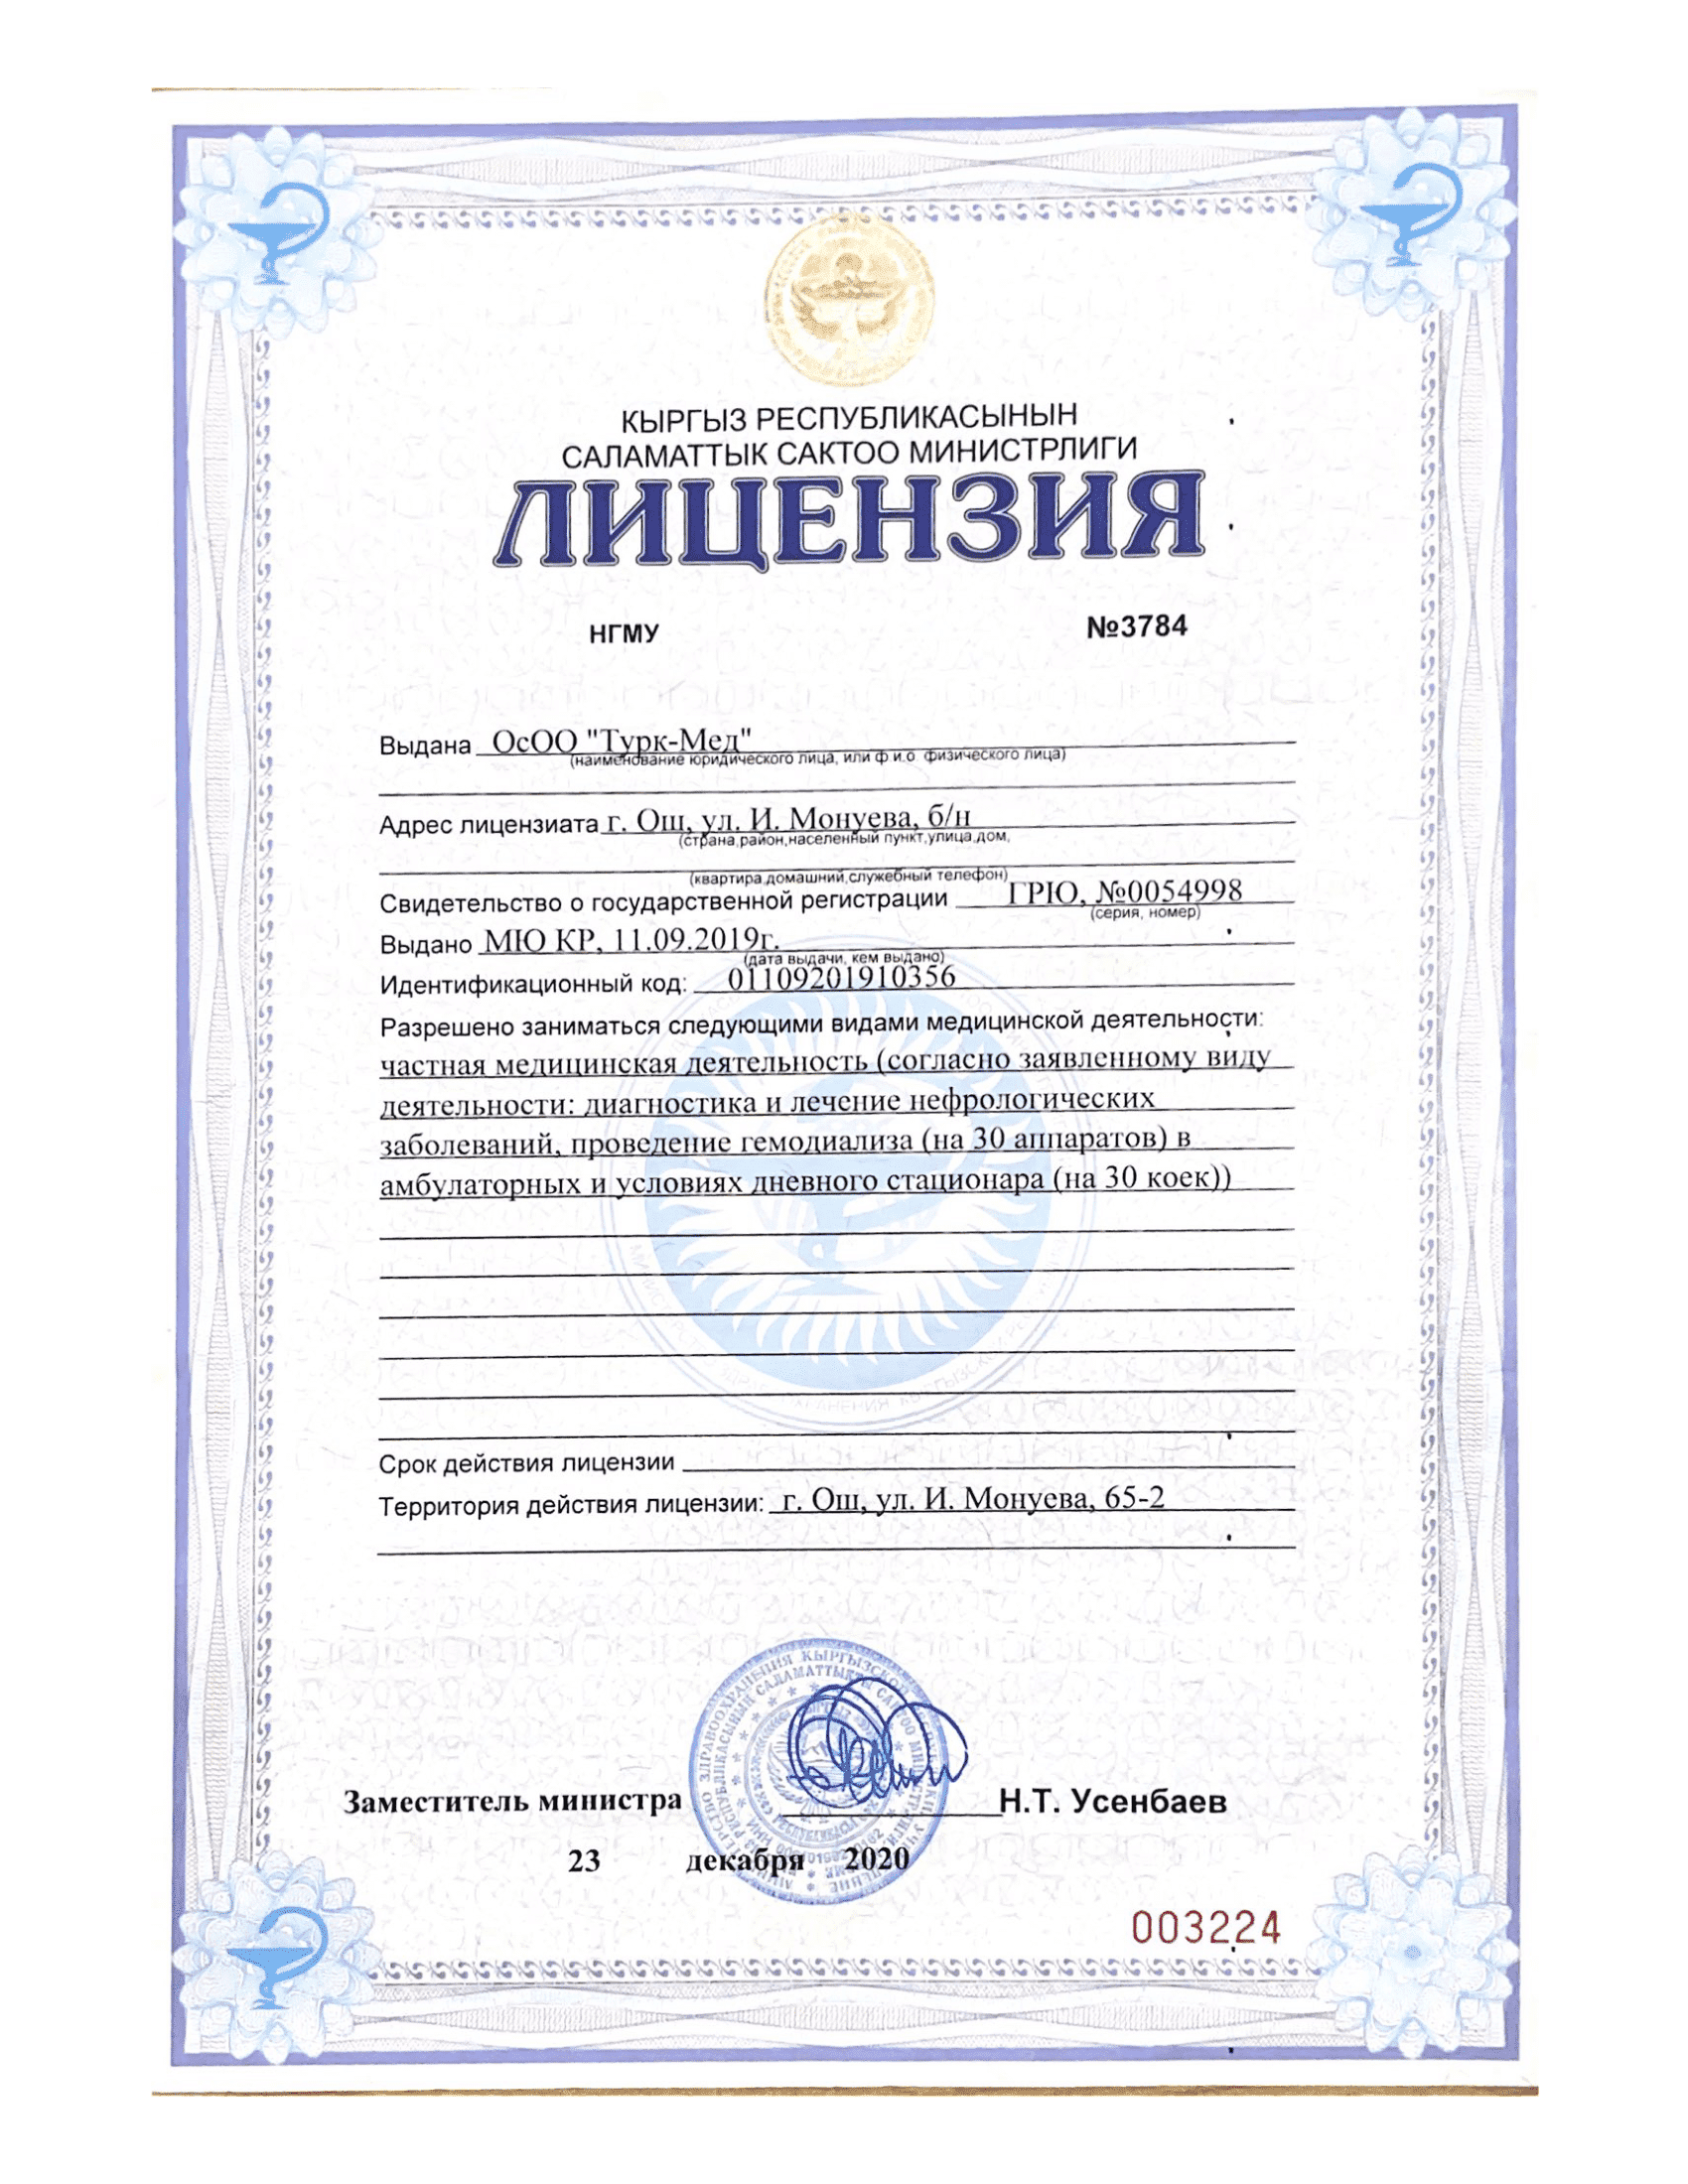 КЫРГЫЗ РЕСПУБЛИКАСЫНЫН
САЛАМАТТЫК САКТОО МИНИСТРЛИГИ
ЛИЦЕНЗИЯ
НГМУ №3784
Выдана ОсОО "Турк-Мед"
(наименование юридического лица, или ф.и.о физического лица)
Адрес лицензиата г. Ош, ул. И. Монуева, б/н
(страна,район,населенный пункт,улица,дом,
(квартира,домашний,служебный телефон)
Свидетельство о государственной регистрации ГРЮ, №0054998
(серия, номер)
Выдано МЮ КР, 11.09.2019г.
(дата выдачи, кем выдано)
Идентификационный код: 01109201910356
Разрешено заниматься следующими видами медицинской деятельности:
частная медицинская деятельность (согласно заявленному виду
деятельности: диагностика и лечение нефрологических
заболеваний, проведение гемодиализа (на 30 аппаратов) в
амбулаторных и условиях дневного стационара (на 30 коек))
Срок действия лицензии
Территория действия лицензии: г. Ош, ул. И. Монуева, 65-2
Заместитель министра Н.Т. Усенбаев
23 декабря 2020
003224